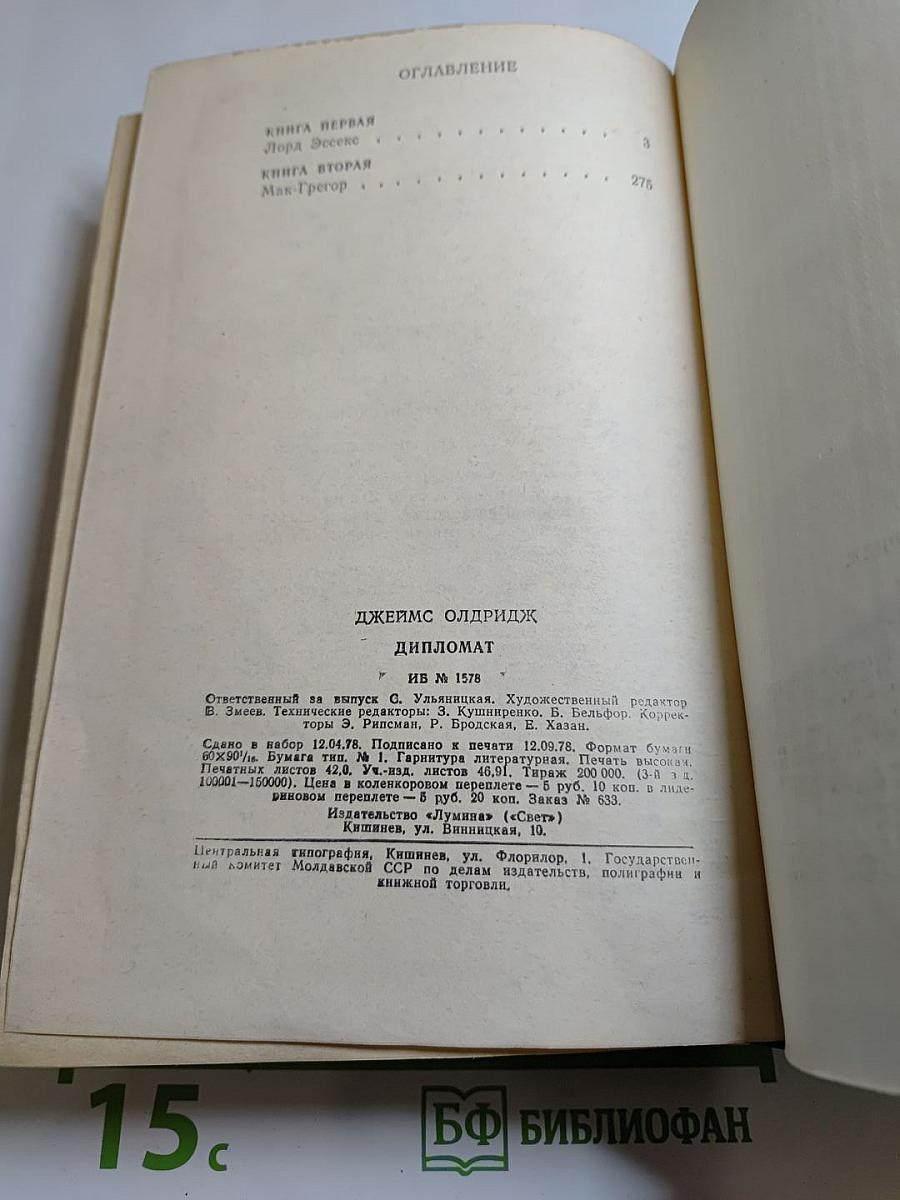 ОГЛАВЛЕНИЕ
КНИГА ПЕРВАЯ
Лорд Эссекс . . . . . . . . . . . . . 3
КНИГА ВТОРАЯ
Мак-Грегор . . . . . . . . . . . . . 275
ДЖЕЙМС ОЛДРИДЖ
ДИПЛОМАТ
ИБ № 1578
Ответственный за выпуск С. Ульяницкая. Художественный редактор
В. Змеев. Технические редакторы: З. Кушниренко. Б. Бельфор. Коррек-
торы Э. Рипсман, Р. Бродская, Е. Хазан.
Сдано в набор 12.04.78. Подписано к печати 12.09.78. Формат бумаги
60×90¹/₁₆. Бумага тип. № 1. Гарнитура литературная. Печать высокая.
Печатных листов 42,0. Уч.-изд. листов 46,91. Тираж 200 000. (3-й зд.
100001—150000). Цена в коленкоровом переплете — 5 руб. 10 коп. в лиде-
риновом переплете — 5 руб. 20 коп. Заказ № 633.
Издательство «Лумина» («Свет»)
Кишинев, ул. Винницкая, 10.
Центральная типография, Кишинев, ул. Флорилор, 1. Государствен-
ный комитет Молдавской ССР по делам издательств, полиграфии и
книжной торговли.
15 с
БФ БИБЛИОФАН